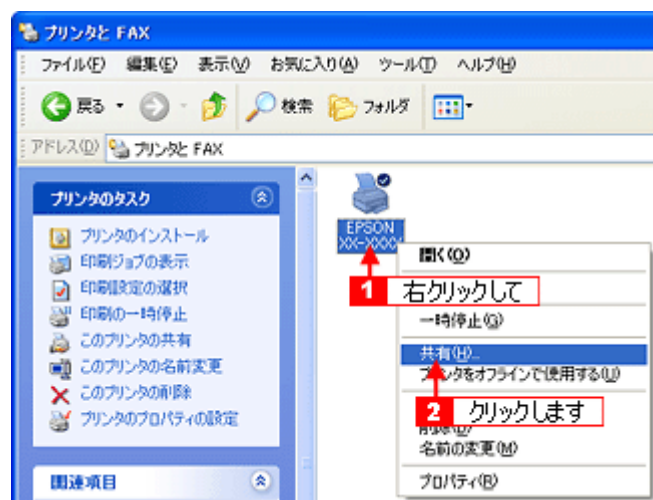 プリンタと FAX
ファイル(F) 編集(E) 表示(V) お気に入り(A) ツール(T) ヘルプ(H)
戻る 検索 フォルダ
アドレス(D) プリンタと FAX
プリンタのタスク
プリンタのインストール
印刷ジョブの表示
印刷設定の選択
印刷の一時停止
このプリンタの共有
このプリンタの名前変更
このプリンタの削除
プリンタのプロパティの設定
関連項目
EPSON
XX-XXXX
開く(O)
1 右クリックして
一時停止(G)
共有(H)...
プリンタをオフラインで使用する(U)
2 クリックします
削除(D)
名前の変更(M)
プロパティ(R)